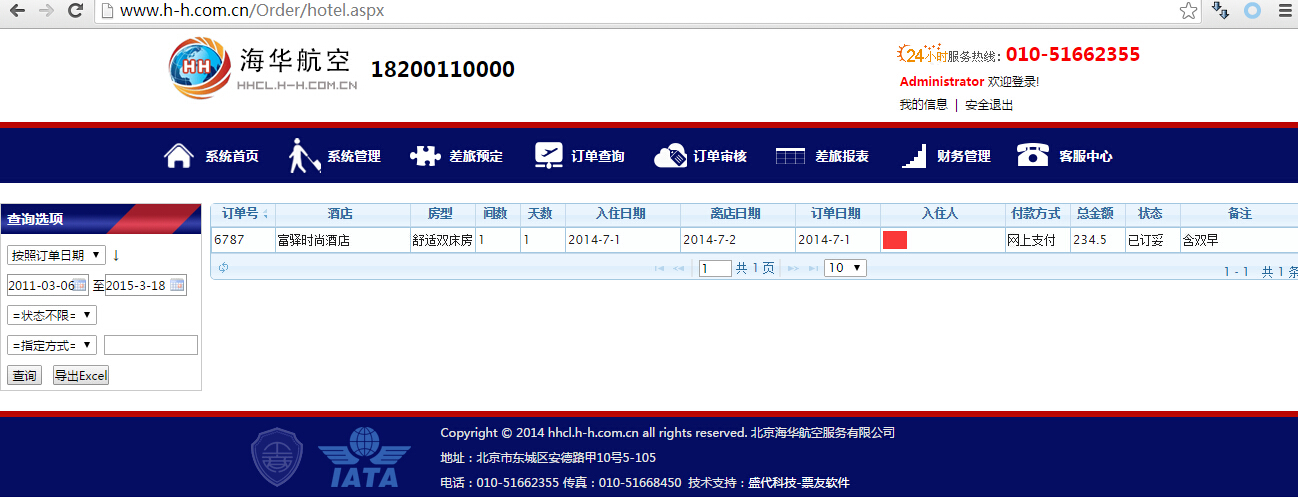 www.h-h.com.cn/Order/hotel.aspx
海华航空
HHCL.H-H.COM.CN
18200110000
24小时服务热线：010-51662355
Administrator 欢迎登录!
我的信息 | 安全退出
系统首页 系统管理 差旅预定 订单查询 订单审核 差旅报表 财务管理 客服中心
查询选项
按照订单日期 ▼ ↓
2011-03-06 至 2015-3-18
=状态不限= ▼
=指定方式= ▼
查询 导出Excel
订单号 酒店 房型 间数 天数 入住日期 离店日期 订单日期 入住人 付款方式 总金额 状态 备注
6787 富驿时尚酒店 舒适双床房 1 1 2014-7-1 2014-7-2 2014-7-1 网上支付 234.5 已订妥 含双早
1 共 1 页 10 ▼ 1 - 1 共 1 条
IATA
Copyright © 2014 hhcl.h-h.com.cn all rights reserved. 北京海华航空服务有限公司
地址：北京市东城区安德路甲10号5-105
电话：010-51662355 传真：010-51668450 技术支持：盛代科技-票友软件